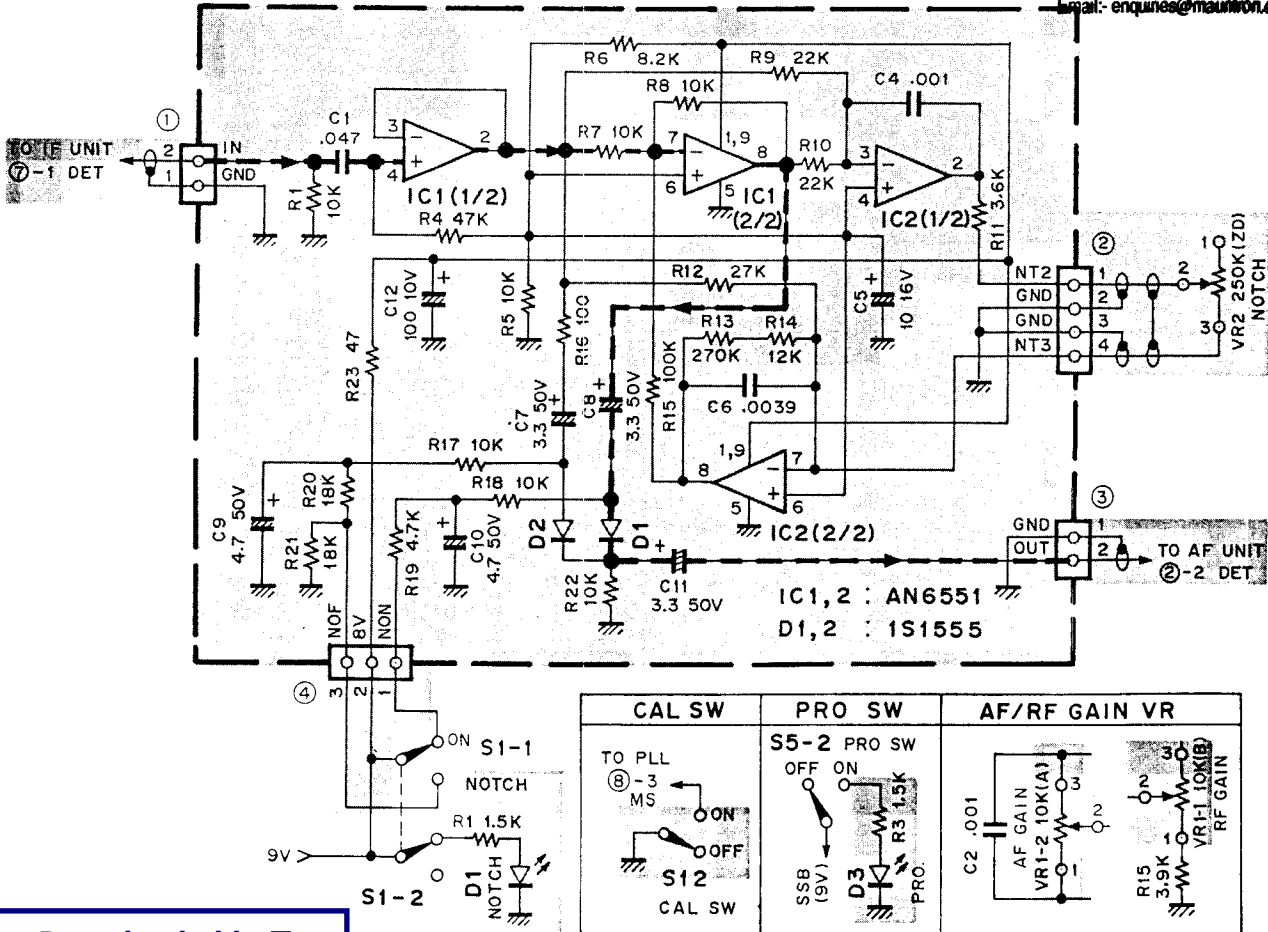 Email:- enquiries@mauritron.c
R6 8.2K
R9 22K
C4 .001
R8 10K
①
C1
.047
3
2
4
IC1(1/2)
R7 10K
7
1,9
8
6
5
IC1
(2/2)
R10
22K
3
2
4
IC2(1/2)
TO IF UNIT
⑦-1 DET
2
1
IN
GND
R1
10K
R4 47K
R11 3.6K
②
NT2
GND
GND
NT3
1
2
3
4
1
2
3
VR2 250K(ZD)
NOTCH
C12
100 10V
R5 10K
R12 27K
C5
10 16V
R16 100
R13
270K
R14
12K
R23 47
C7
3.3 50V
C8
3.3 50V
R15 100K
C6 .0039
R17 10K
1,9
7
8
6
5
IC2(2/2)
R18 10K
C9
4.7 50V
R20
18K
R21
18K
R19 4.7K
C10
4.7 50V
D2
D1
③
GND
OUT
1
2
TO AF UNIT
②-2 DET
R22
10K
C11
3.3 50V
IC1,2 : AN6551
D1,2 : 1S1555
NOF
8V
NON
④
3
2
1
ON
S1-1
NOTCH
9V
R1 1.5K
D1
NOTCH
S1-2
CAL SW
PRO SW
AF/RF GAIN VR
TO PLL
⑧-3
MS
ON
OFF
S12
CAL SW
S5-2 PRO SW
OFF ON
SSB
(9V)
R3 1.5K
D3
PRO.
C2 .001
AF GAIN
VR1-2 10K(A)
3
2
1
3
2
1
VR1-1 10K(B)
RF GAIN
R15
3.9K